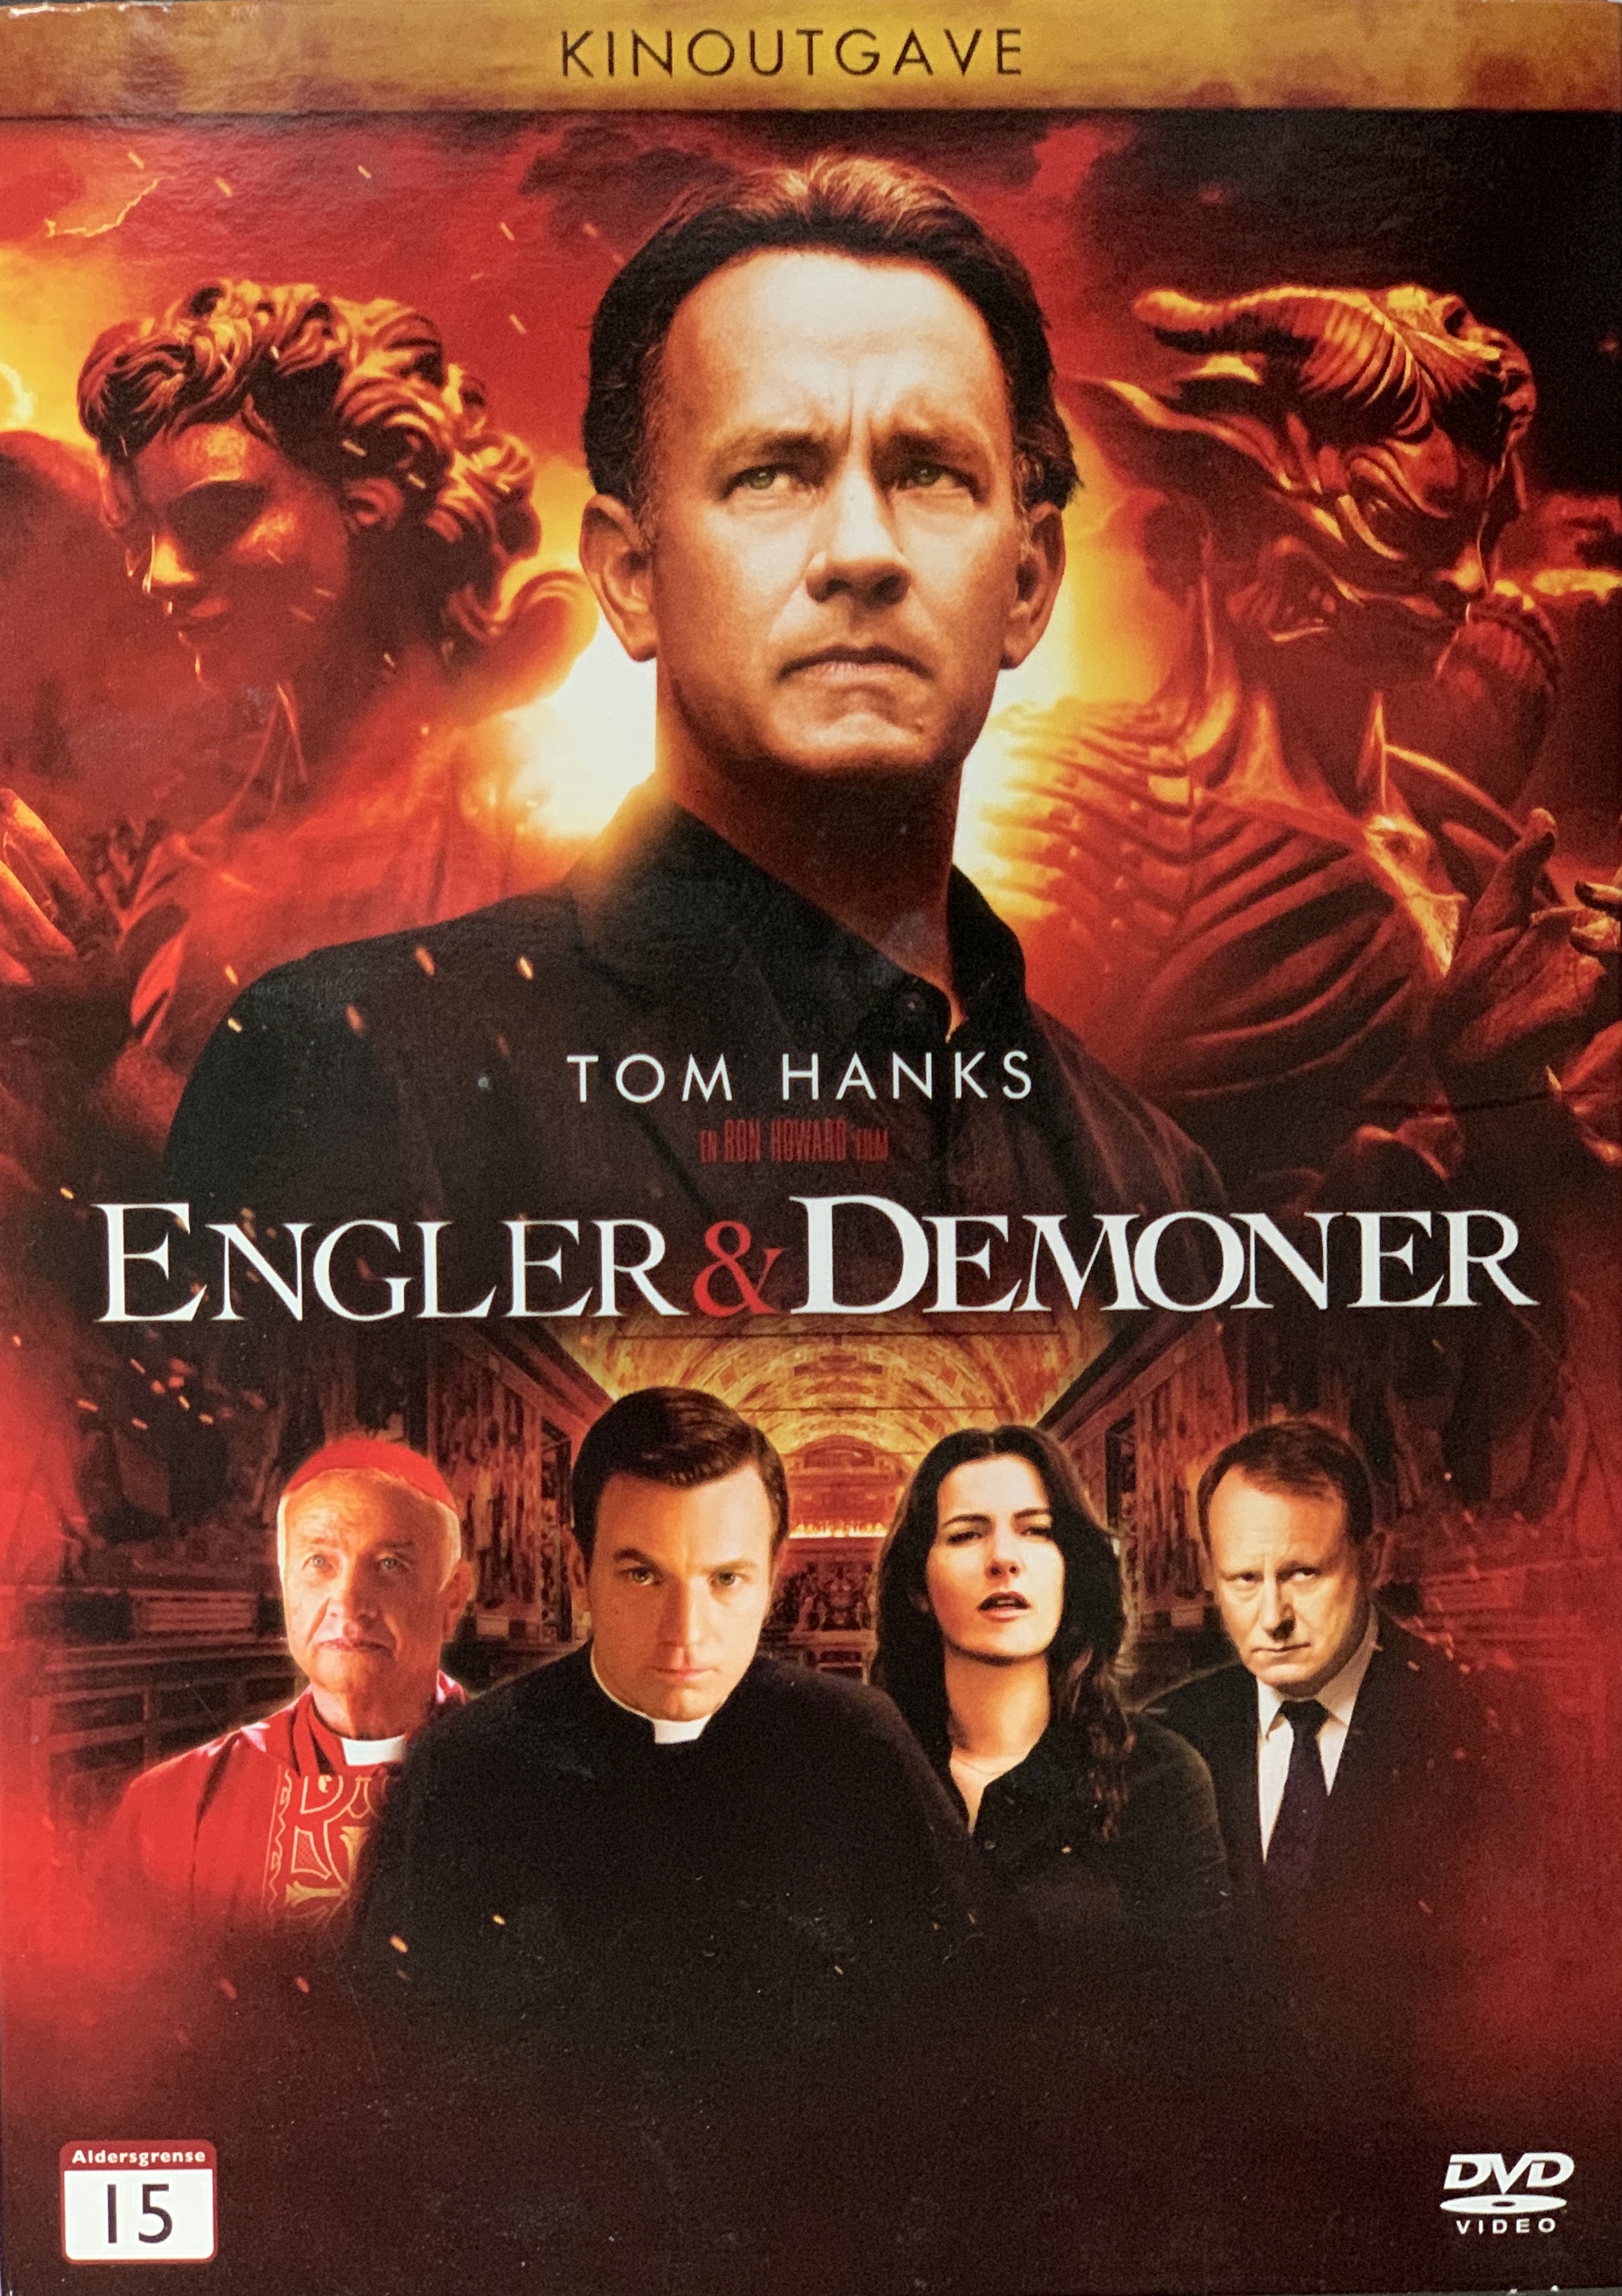 KINOUTGAVE
TOM HANKS
EN RON HOWARD FILM
ENGLER & DEMONER
Aldersgrense
15
DVD
VIDEO